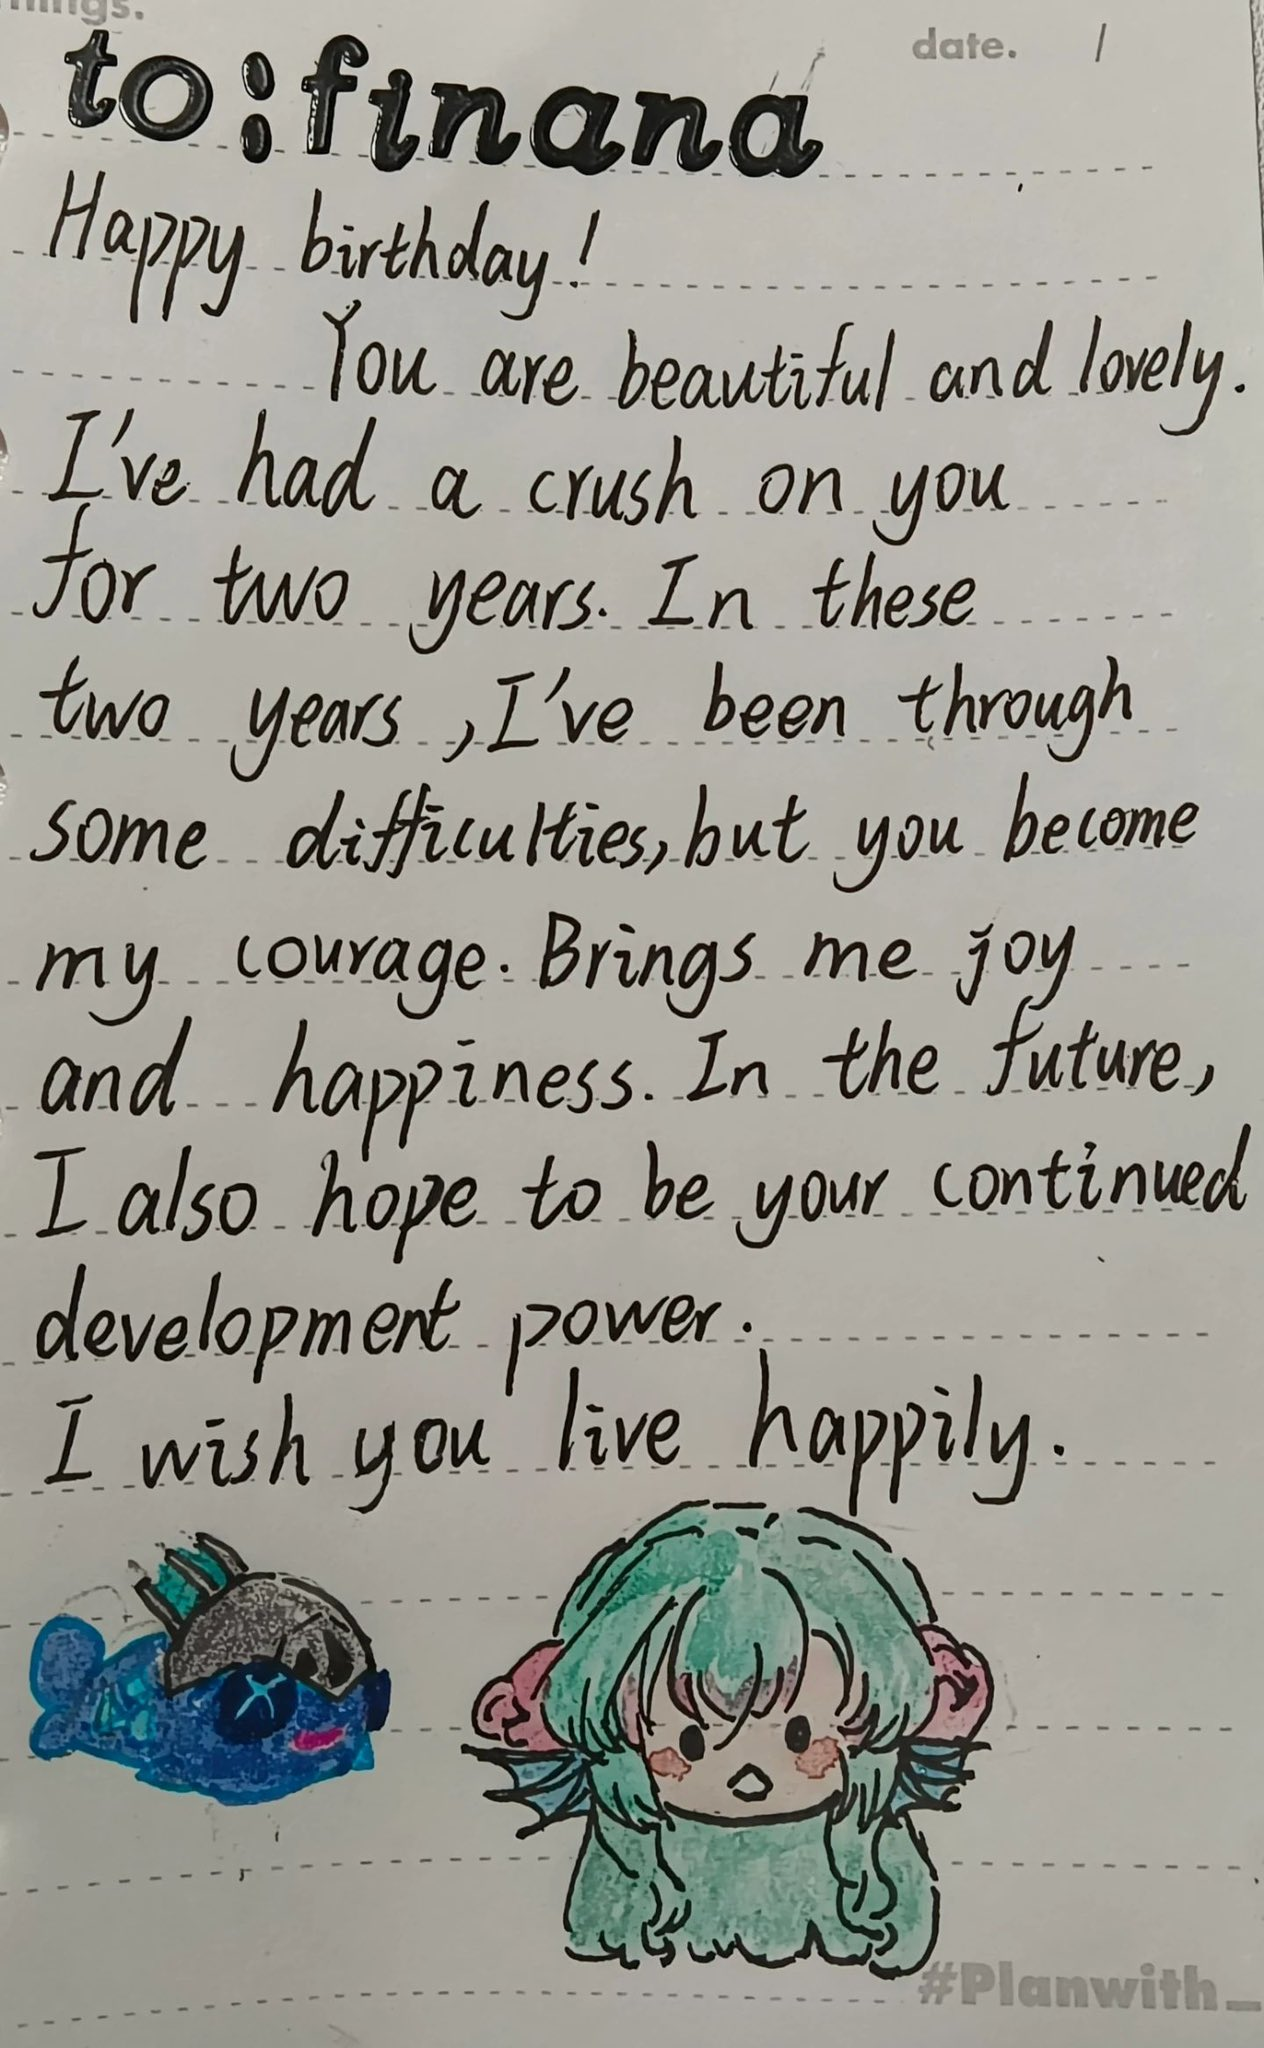 date. /
to:finana
Happy birthday!
You are beautiful and lovely.
I've had a crush on you
for two years. In these
two years, I've been through
some difficulties, but you become
my courage. Brings me joy
and happiness. In the future,
I also hope to be your continued
development power.
I wish you live happily.
#Planwith_